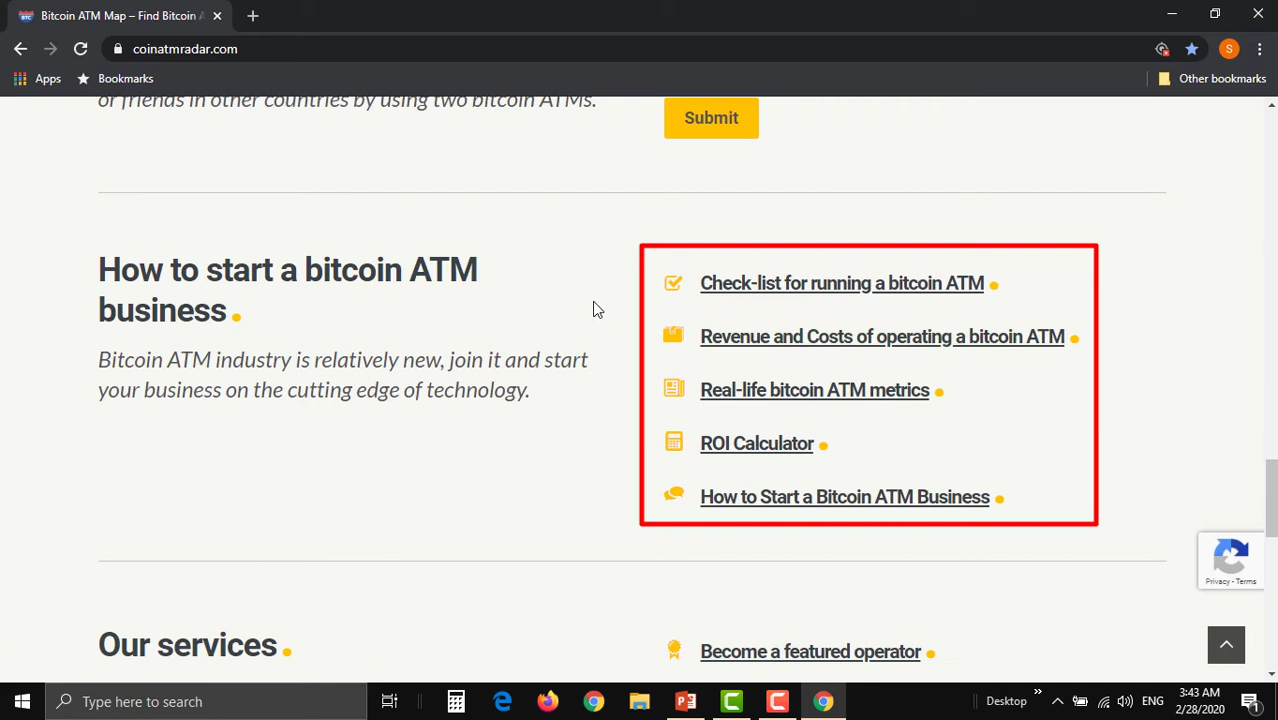 BTC
Bitcoin ATM Map – Find Bitcoin A
coinatmradar.com
S
Apps
Bookmarks
Other bookmarks
or friends in other countries by using two bitcoin ATMs.
Submit
How to start a bitcoin ATM
business
Bitcoin ATM industry is relatively new, join it and start
your business on the cutting edge of technology.
Check-list for running a bitcoin ATM
Revenue and Costs of operating a bitcoin ATM
Real-life bitcoin ATM metrics
ROI Calculator
How to Start a Bitcoin ATM Business
Privacy - Terms
Our services
Become a featured operator
Type here to search
Desktop
ENG
3:43 AM
2/28/2020
1